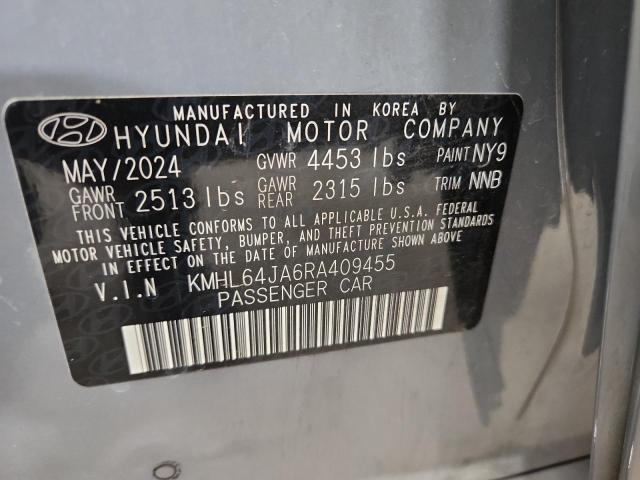 MANUFACTURED IN KOREA BY
HYUNDAI MOTOR COMPANY
MAY/2024 GVWR 4453 lbs PAINT NY9
GAWR FRONT 2513 lbs GAWR REAR 2315 lbs TRIM NNB
THIS VEHICLE CONFORMS TO ALL APPLICABLE U.S.A. FEDERAL
MOTOR VEHICLE SAFETY, BUMPER, AND THEFT PREVENTION STANDARDS
IN EFFECT ON THE DATE OF MANUFACTURE SHOWN ABOVE.
V.I.N KMHL64JA6RA409455
PASSENGER CAR